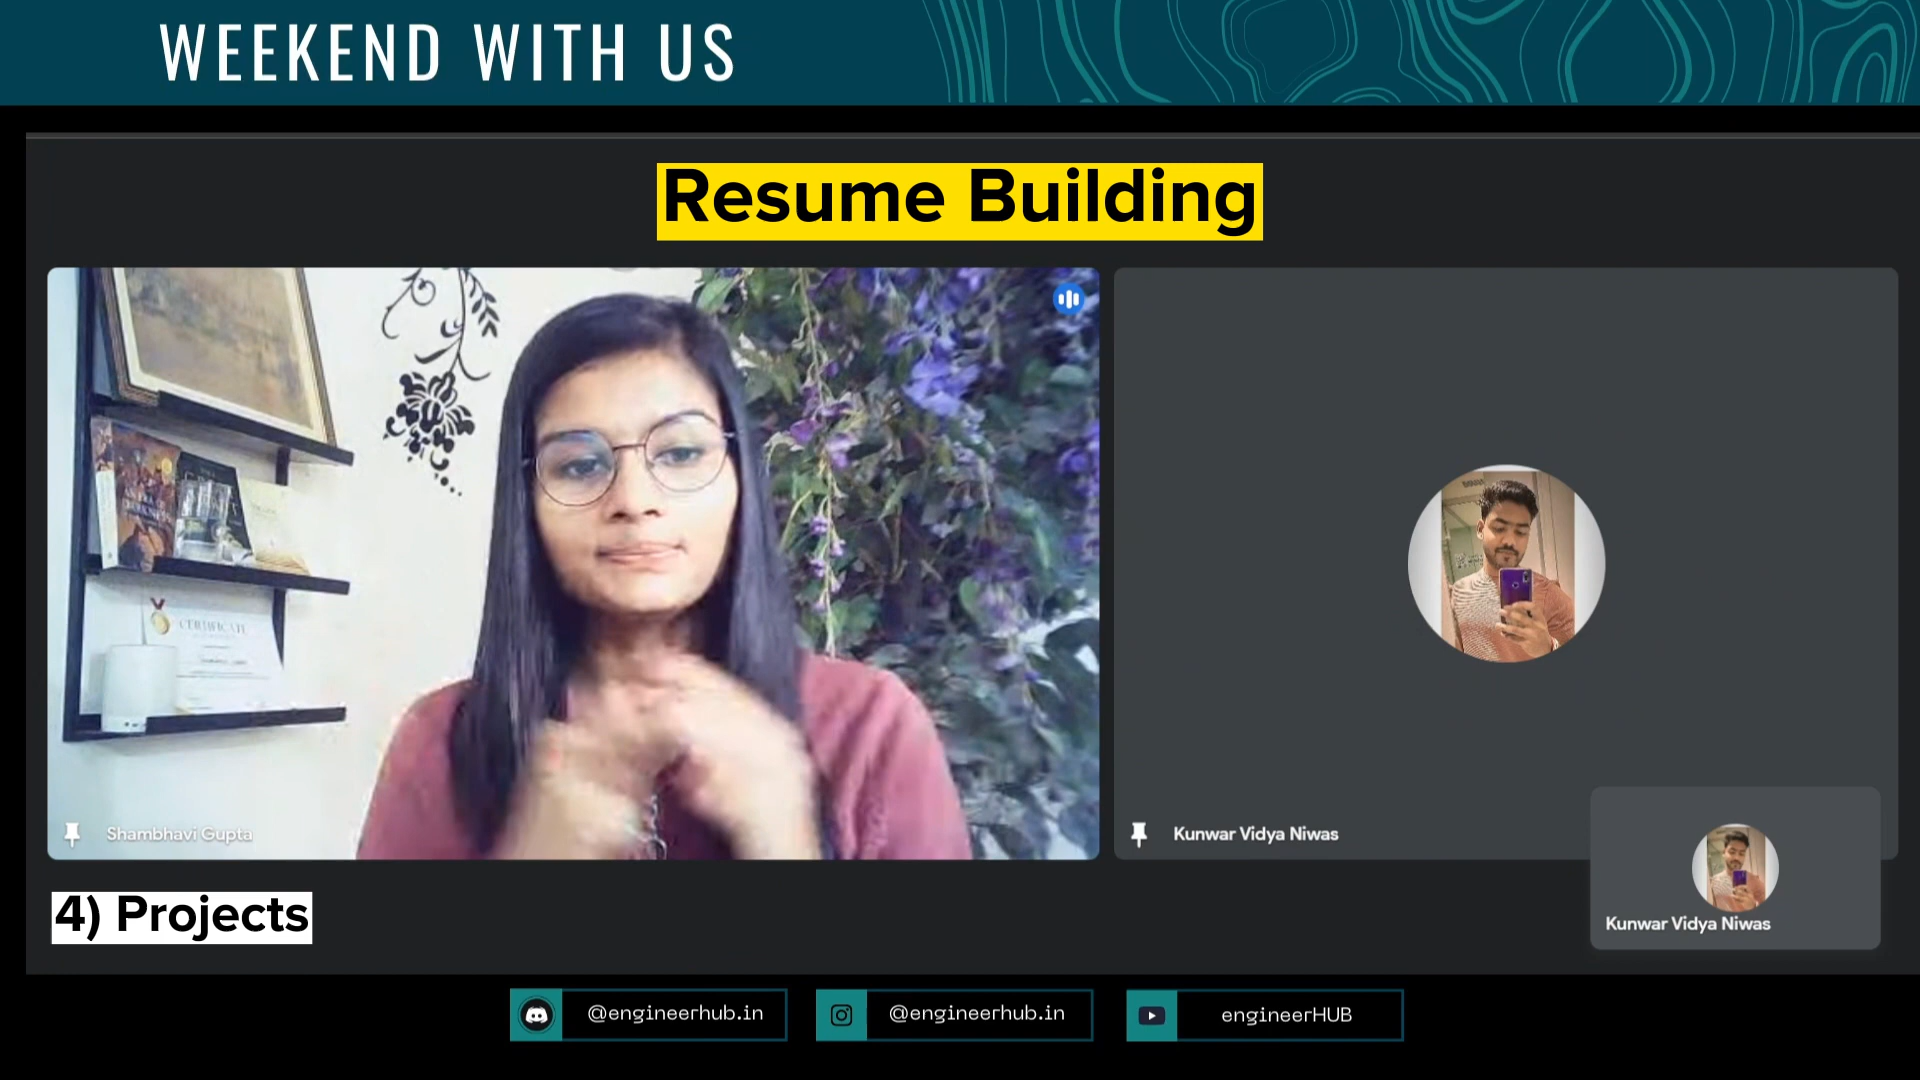 WEEKEND WITH US
Resume Building
CERTIFICATE
Shambhavi Gupta
Kunwar Vidya Niwas
Kunwar Vidya Niwas
4) Projects
@engineerhub.in
@engineerhub.in
engineerHUB